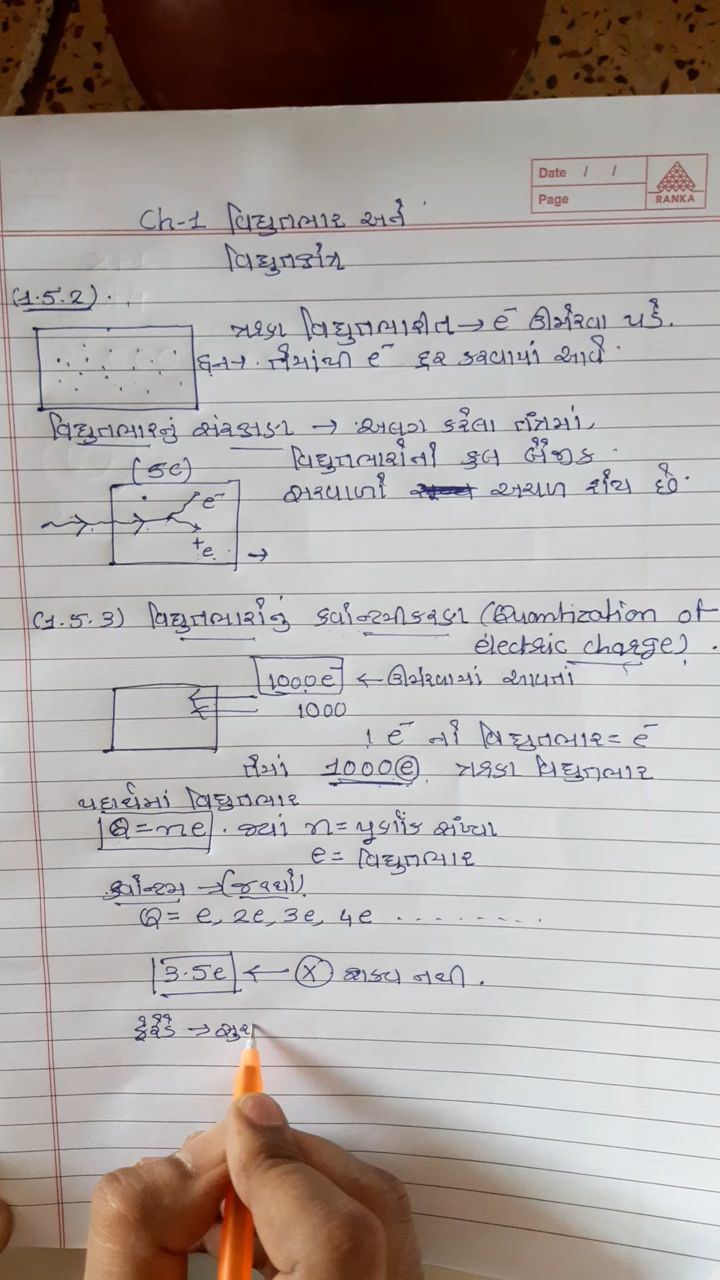 Date / /
Page
RANKA
Ch-1 વિદ્યુતભાર અને
વિદ્યુતક્ષેત્ર
(1.5.2).
ઋણ વિદ્યુતભારીત → e⁻ ઉમેરવા પડે.
ધન → તેમાંથી e⁻ દૂર કરવામાં આવે.
વિદ્યુતભારનું સંરક્ષણ → અલગ કરેલા તંત્રમાં,
(5e) વિદ્યુતભારોનો કુલ બૈજીક
સરવાળો અચળ રહે છે.
e⁻
+e →
(1.5.3) વિદ્યુતભારોનું ક્વૉન્ટમીકરણ (Quantization of
electric charge).
1000e⁻ ← ઉમેરવામાં આવતાં
1000
1 e⁻ નો વિદ્યુતભાર = e⁻
તેમાં 1000e ઋણ વિદ્યુતભાર
પદાર્થમાં વિદ્યુતભાર
Q=ne. જ્યાં n= પૂર્ણાંક સંખ્યા
e= વિદ્યુતભાર
ક્વૉન્ટમ → (જથ્થો)
Q= e, 2e, 3e, 4e . . . . . . . .
3.5e ← X શક્ય નથી.